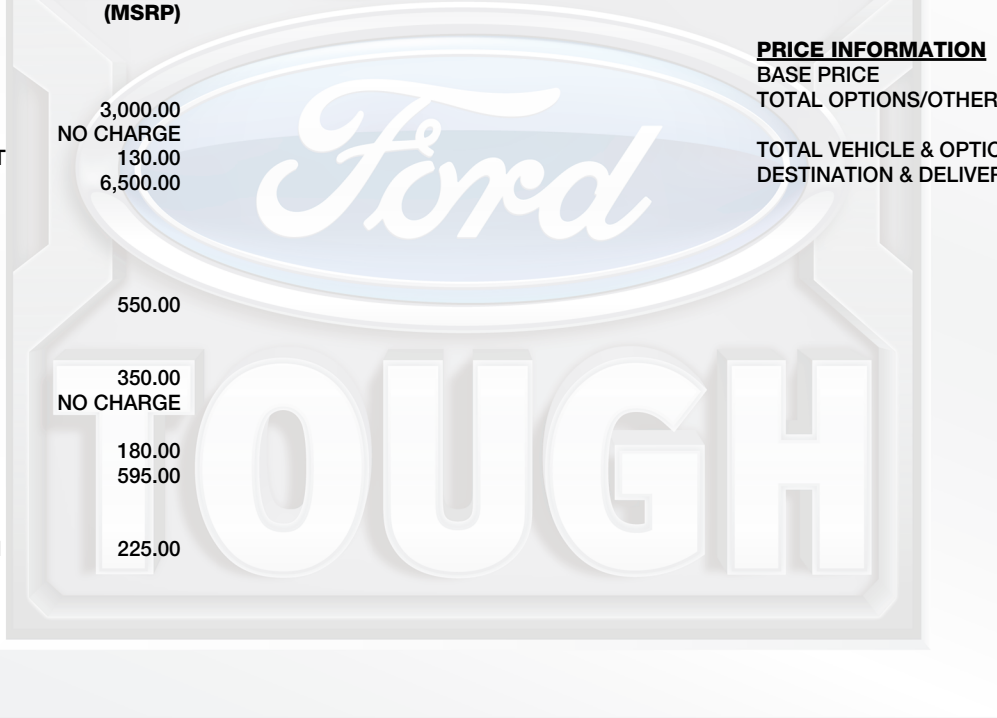 (MSRP)
3,000.00
NO CHARGE
130.00
6,500.00
550.00
350.00
NO CHARGE
180.00
595.00
225.00
PRICE INFORMATION
BASE PRICE
TOTAL OPTIONS/OTHER
TOTAL VEHICLE & OPTIO
DESTINATION & DELIVER
Ford
TOUGH